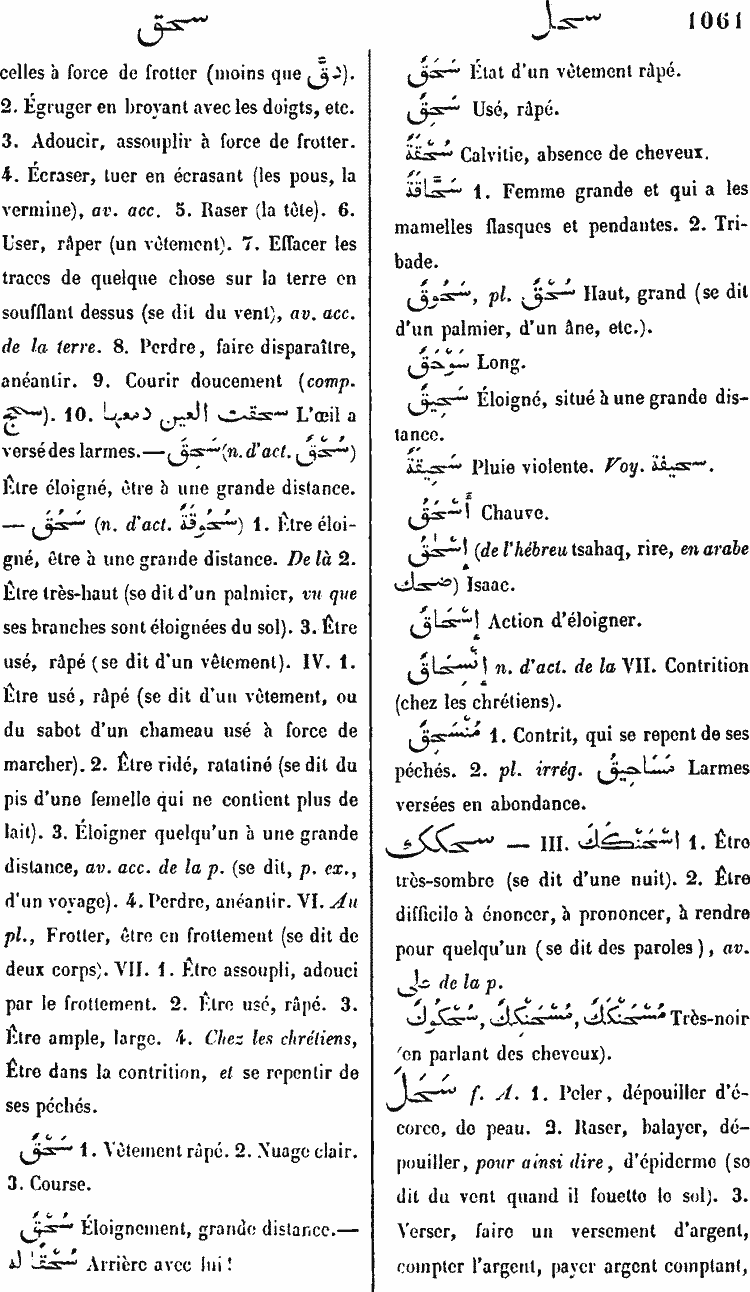 سحق
سحل 1061
celles à force de frotter (moins que دقّ).
2. Égruger en broyant avec les doigts, etc.
3. Adoucir, assouplir à force de frotter.
4. Écraser, tuer en écrasant (les pous, la
vermine), av. acc. 5. Raser (la tête). 6.
User, râper (un vêtement). 7. Effacer les
traces de quelque chose sur la terre en
soufflant dessus (se dit du vent), av. acc.
de la terre. 8. Perdre, faire disparaître,
anéantir. 9. Courir doucement (comp.
سحج). 10. سحقت العين دمعها L'œil a
versé des larmes.—سَحِقَ (n. d'act. سُحْقٌ)
Être éloigné, être à une grande distance.
— سَحُقَ (n. d'act. سُحُوقَةٌ) 1. Être éloi-
gné, être à une grande distance. De là 2.
Être très-haut (se dit d'un palmier, vu que
ses branches sont éloignées du sol). 3. Être
usé, râpé (se dit d'un vêtement). IV. 1.
Être usé, râpé (se dit d'un vêtement, ou
du sabot d'un chameau usé à force de
marcher). 2. Être ridé, ratatiné (se dit du
pis d'une femelle qui ne contient plus de
lait). 3. Éloigner quelqu'un à une grande
distance, av. acc. de la p. (se dit, p. ex.,
d'un voyage). 4. Perdre, anéantir. VI. Au
pl., Frotter, être en frottement (se dit de
deux corps). VII. 1. Être assoupli, adouci
par le frottement. 2. Être usé, râpé. 3.
Être ample, large. 4. Chez les chrétiens,
Être dans la contrition, et se repentir de
ses péchés.
سَحْقٌ 1. Vêtement râpé. 2. Nuage clair.
3. Course.
سُحْقٌ Éloignement, grande distance.—
سُحْقًا له Arrière avec lui!
سَحَقٌ État d'un vêtement râpé.
سَحِقٌ Usé, râpé.
سُحْقَةٌ Calvitie, absence de cheveux.
سَحَّاقَةٌ 1. Femme grande et qui a les
mamelles flasques et pendantes. 2. Tri-
bade.
سَحُوقٌ, pl. سُحُقٌ Haut, grand (se dit
d'un palmier, d'un âne, etc.).
سَوْحَقٌ Long.
سَحِيقٌ Éloigné, situé à une grande dis-
tance.
سَحِيقَةٌ Pluie violente. Voy. سحيفة.
أَسْحَقُ Chauve.
إِسْحٰقُ (de l'hébreu tsahaq, rire, en arabe
ضحك) Isaac.
إِسْحَاقٌ Action d'éloigner.
إِنْسِحَاقٌ n. d'act. de la VII. Contrition
(chez les chrétiens).
مُنْسَحِقٌ 1. Contrit, qui se repent de ses
péchés. 2. pl. irrég. مَسَاحِيقُ Larmes
versées en abondance.
سحكك — III. اسْحَنْكَكَ 1. Être
très-sombre (se dit d'une nuit). 2. Être
difficile à énoncer, à prononcer, à rendre
pour quelqu'un (se dit des paroles), av.
على de la p.
سُحْكُوكٌ, مُسْحَنْكِكٌ, مُسْحَنْكَكٌ Très-noir
(en parlant des cheveux).
سَحَلَ f. A. 1. Peler, dépouiller d'é-
corce, de peau. 2. Raser, balayer, dé-
pouiller, pour ainsi dire, d'épiderme (se
dit du vent quand il fouette le sol). 3.
Verser, faire un versement d'argent,
compter l'argent, payer argent comptant,